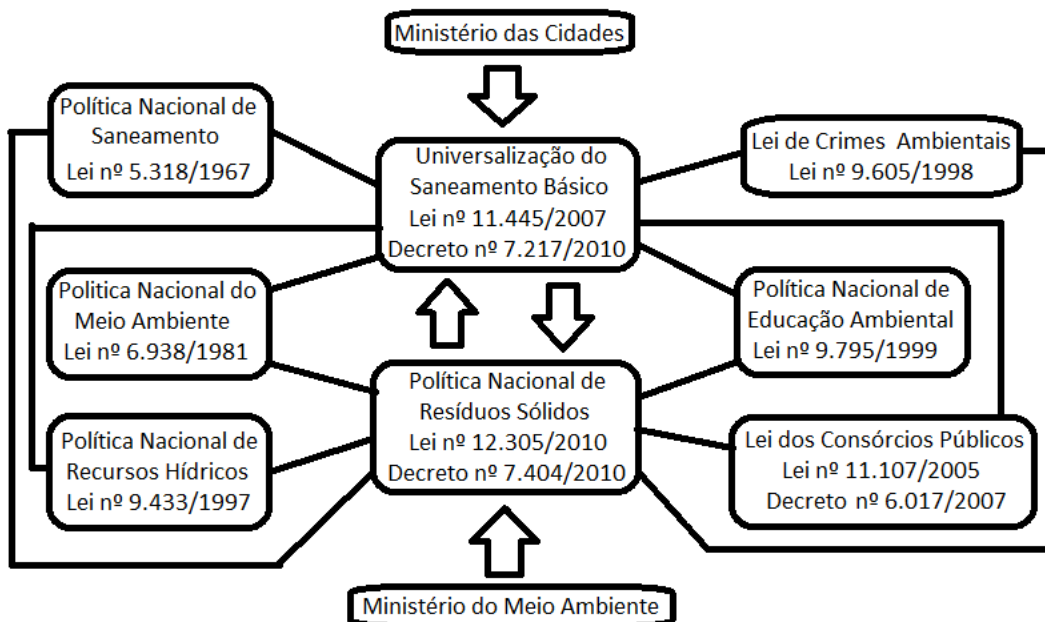 Ministério das Cidades
Política Nacional de
Saneamento
Lei nº 5.318/1967
Universalização do
Saneamento Básico
Lei nº 11.445/2007
Decreto nº 7.217/2010
Lei de Crimes Ambientais
Lei nº 9.605/1998
Politica Nacional do
Meio Ambiente
Lei nº 6.938/1981
Política Nacional de
Educação Ambiental
Lei nº 9.795/1999
Política Nacional de
Recursos Hídricos
Lei nº 9.433/1997
Política Nacional de
Resíduos Sólidos
Lei nº 12.305/2010
Decreto nº 7.404/2010
Lei dos Consórcios Públicos
Lei nº 11.107/2005
Decreto nº 6.017/2007
Ministério do Meio Ambiente